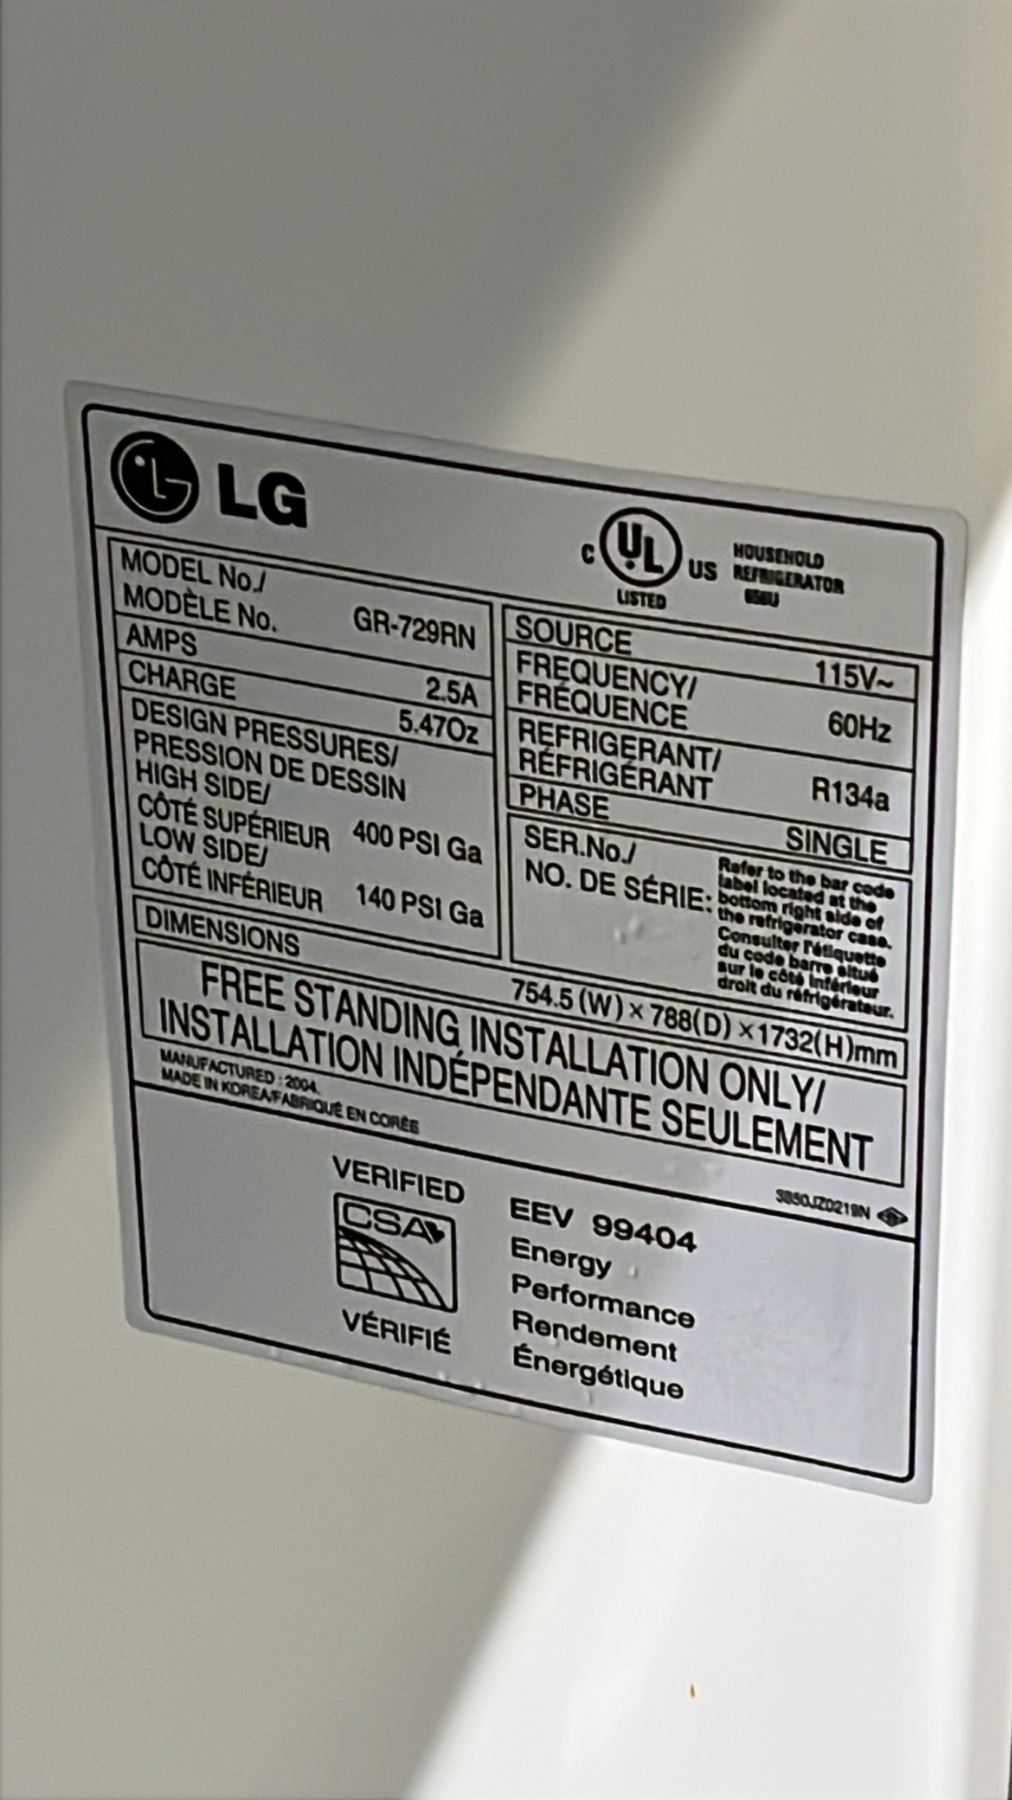 LG
C UL US
LISTED
HOUSEHOLD
REFRIGERATOR
MODEL No./
MODÈLE No. GR-729RN
AMPS 2.5A
CHARGE 5.47Oz
DESIGN PRESSURES/
PRESSION DE DESSIN
HIGH SIDE/
CÔTÉ SUPÉRIEUR 400 PSI Ga
LOW SIDE/
CÔTÉ INFÉRIEUR 140 PSI Ga
SOURCE 115V~
FREQUENCY/
FRÉQUENCE 60Hz
REFRIGERANT/
RÉFRIGÉRANT R134a
PHASE SINGLE
SER.No./
NO. DE SÉRIE:
Refer to the bar code
label located at the
bottom right side of
the refrigerator case.
Consulter l'étiquette
du code barre situé
sur le côté inférieur
droit du réfrigérateur.
DIMENSIONS 754.5 (W) × 788(D) ×1732(H)mm
FREE STANDING INSTALLATION ONLY/
INSTALLATION INDÉPENDANTE SEULEMENT
MANUFACTURED : 2004.
MADE IN KOREA/FABRIQUÉ EN CORÉE
VERIFIED
CSA
VÉRIFIÉ
EEV 99404
Energy
Performance
Rendement
Énergétique